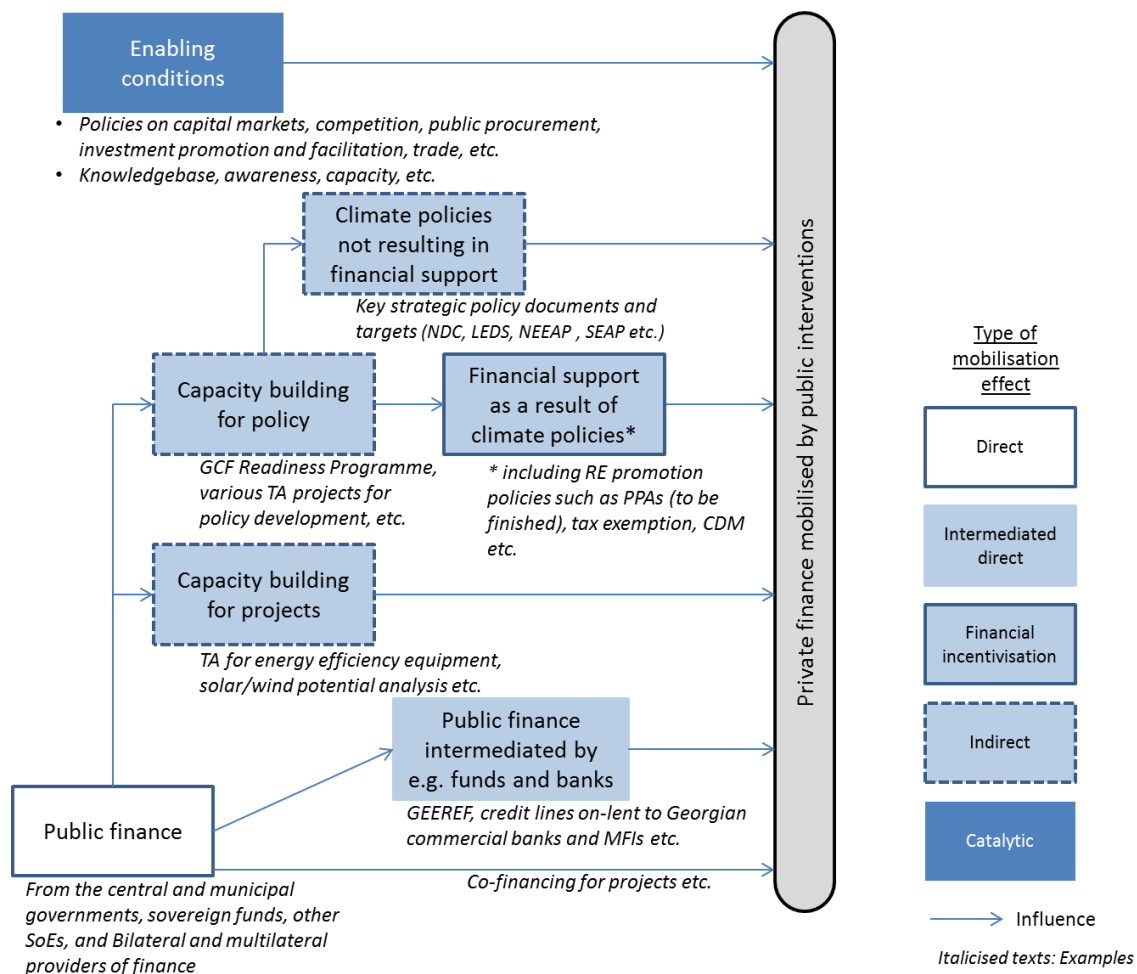 Enabling
conditions
• Policies on capital markets, competition, public procurement,
investment promotion and facilitation, trade, etc.
• Knowledgebase, awareness, capacity, etc.
Climate policies
not resulting in
financial support
Key strategic policy documents and
targets (NDC, LEDS, NEEAP , SEAP etc.)
Capacity building
for policy
GCF Readiness Programme,
various TA projects for
policy development, etc.
Financial support
as a result of
climate policies*
* including RE promotion
policies such as PPAs (to be
finished), tax exemption, CDM
etc.
Capacity building
for projects
TA for energy efficiency equipment,
solar/wind potential analysis etc.
Public finance
intermediated by
e.g. funds and banks
GEEREF, credit lines on-lent to Georgian
commercial banks and MFIs etc.
Public finance
From the central and municipal
governments, sovereign funds, other
SoEs, and Bilateral and multilateral
providers of finance
Co-financing for projects etc.
Private finance mobilised by public interventions
Type of
mobilisation
effect
Direct
Intermediated
direct
Financial
incentivisation
Indirect
Catalytic
Influence
Italicised texts: Examples